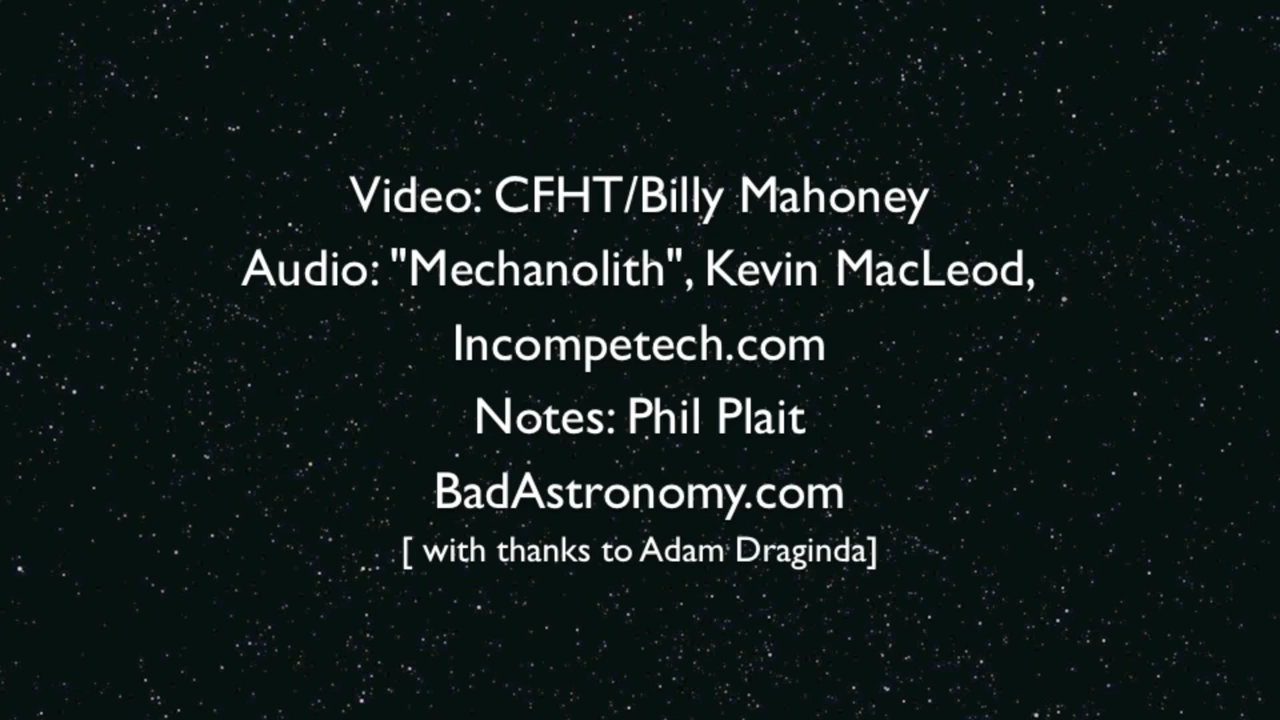 Video: CFHT/Billy Mahoney
Audio: "Mechanolith", Kevin MacLeod,
Incompetech.com
Notes: Phil Plait
BadAstronomy.com
[ with thanks to Adam Draginda]